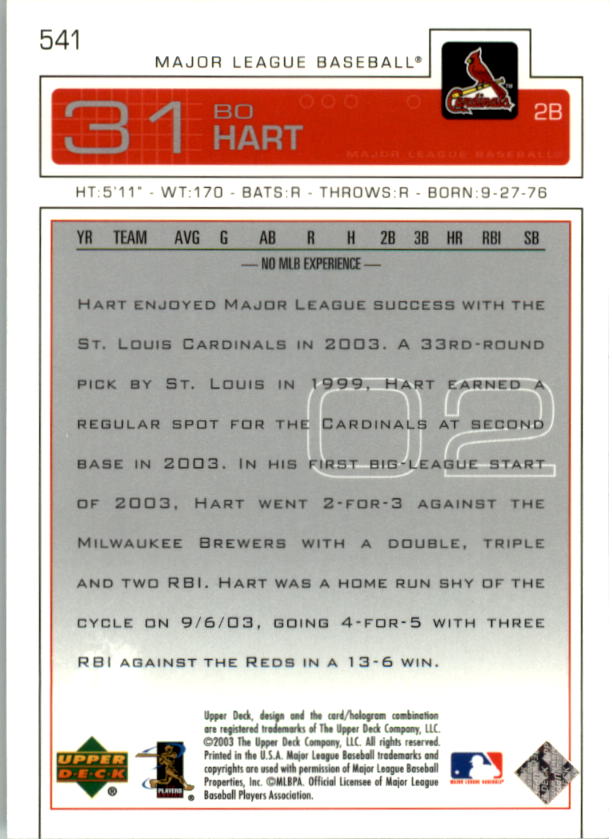 541
MAJOR LEAGUE BASEBALL®
Cardinals™
31 BO HART
2B
MAJOR LEAGUE BASEBALL®
HT:5'11" - WT:170 - BATS:R - THROWS:R - BORN:9-27-76
YR TEAM AVG G AB R H 2B 3B HR RBI SB
— NO MLB EXPERIENCE —
HART ENJOYED MAJOR LEAGUE SUCCESS WITH THE
ST. LOUIS CARDINALS IN 2003. A 33RD-ROUND
PICK BY ST. LOUIS IN 1999, HART EARNED A
REGULAR SPOT FOR THE CARDINALS AT SECOND
BASE IN 2003. IN HIS FIRST BIG-LEAGUE START
OF 2003, HART WENT 2-FOR-3 AGAINST THE
MILWAUKEE BREWERS WITH A DOUBLE, TRIPLE
AND TWO RBI. HART WAS A HOME RUN SHY OF THE
CYCLE ON 9/6/03, GOING 4-FOR-5 WITH THREE
RBI AGAINST THE REDS IN A 13-6 WIN.
02
Upper Deck, design and the card/hologram combination
are registered trademarks of The Upper Deck Company, LLC.
©2003 The Upper Deck Company, LLC. All rights reserved.
Printed in the U.S.A. Major League Baseball trademarks and
copyrights are used with permission of Major League Baseball
Properties, Inc. ©MLBPA. Official Licensee of Major League
Baseball Players Association.
UPPER DECK®
PLAYERS ®
MAJOR LEAGUE BASEBALL